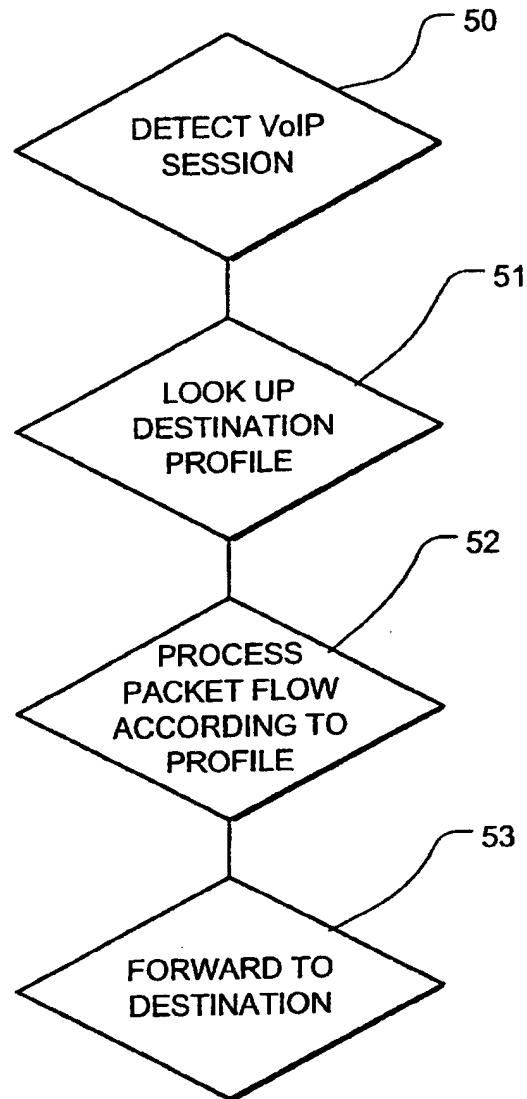 50
DETECT VoIP
SESSION
51
LOOK UP
DESTINATION
PROFILE
52
PROCESS
PACKET FLOW
ACCORDING TO
PROFILE
53
FORWARD TO
DESTINATION